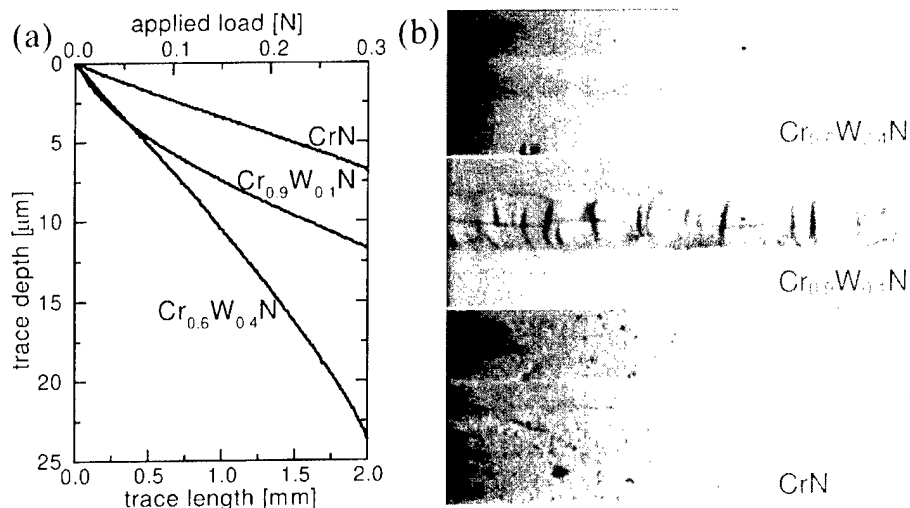 (a)
applied load [N]
0.0 0.1 0.2 0.3
trace depth [μm]
0
5
10
15
20
25
CrN
Cr0.9W0.1N
Cr0.6W0.4N
0.0 0.5 1.0 1.5 2.0
trace length [mm]
(b)
CrN